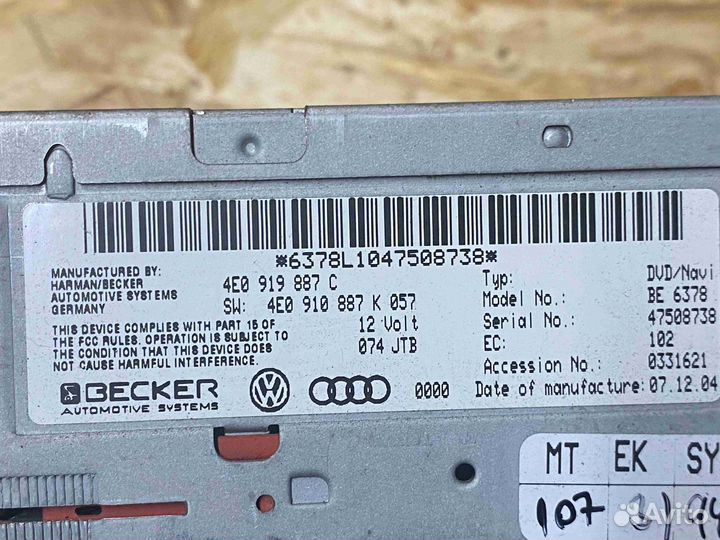 *6378L1047508738*
MANUFACTURED BY:
HARMAN/BECKER
AUTOMOTIVE SYSTEMS
GERMANY
4E0 919 887 C
SW: 4E0 910 887 K 057
THIS DEVICE COMPLIES WITH PART 15 OF
THE FCC RULES. OPERATION IS SUBJECT TO
THE CONDITION THAT THIS DEVICE DOES
NOT CAUSE HARMFUL INTERFERENCE.
12 Volt
074 JTB
Typ: DVD/Navi
Model No.: BE 6378
Serial No.: 47508738
EC: 102
Accession No.: 0331621
Date of manufacture: 07.12.04
BECKER
AUTOMOTIVE SYSTEMS
0000
MT EK SY
107
Avito